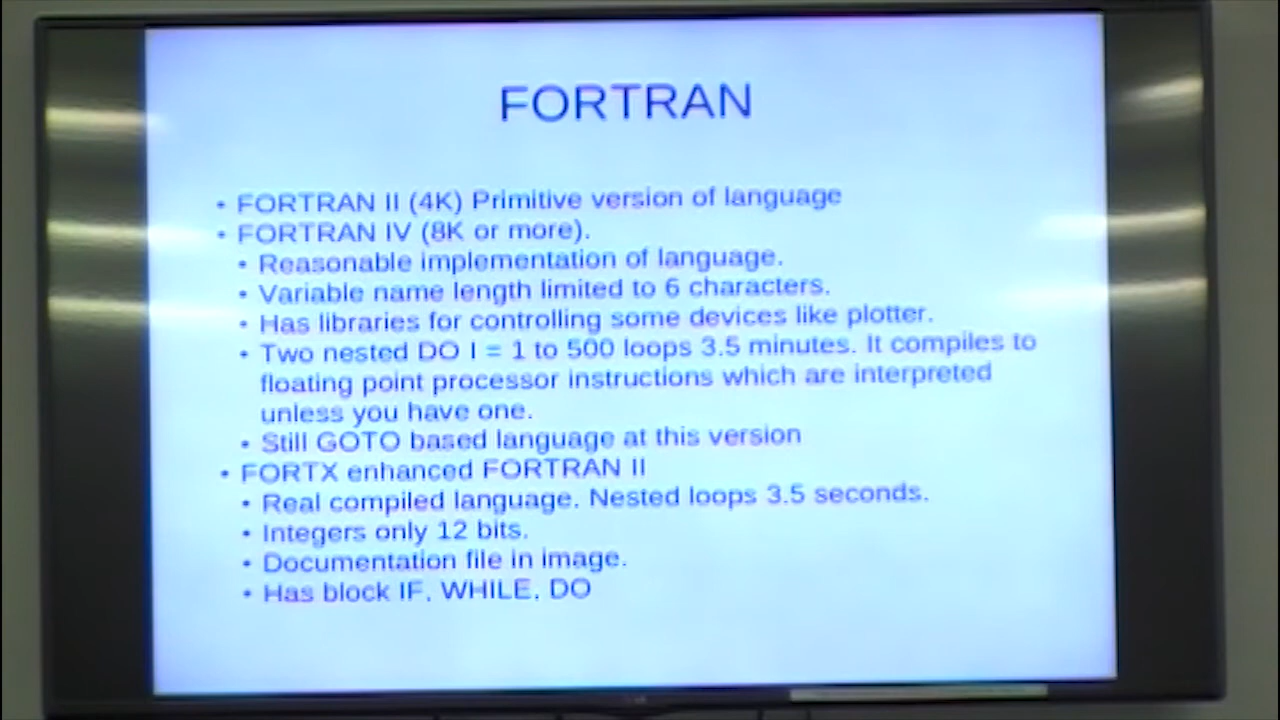 FORTRAN
• FORTRAN II (4K) Primitive version of language
• FORTRAN IV (8K or more).
• Reasonable implementation of language.
• Variable name length limited to 6 characters.
• Has libraries for controlling some devices like plotter.
• Two nested DO I = 1 to 500 loops 3.5 minutes. It compiles to
floating point processor instructions which are interpreted
unless you have one.
• Still GOTO based language at this version
• FORTX enhanced FORTRAN II
• Real compiled language. Nested loops 3.5 seconds.
• Integers only 12 bits.
• Documentation file in image.
• Has block IF, WHILE, DO